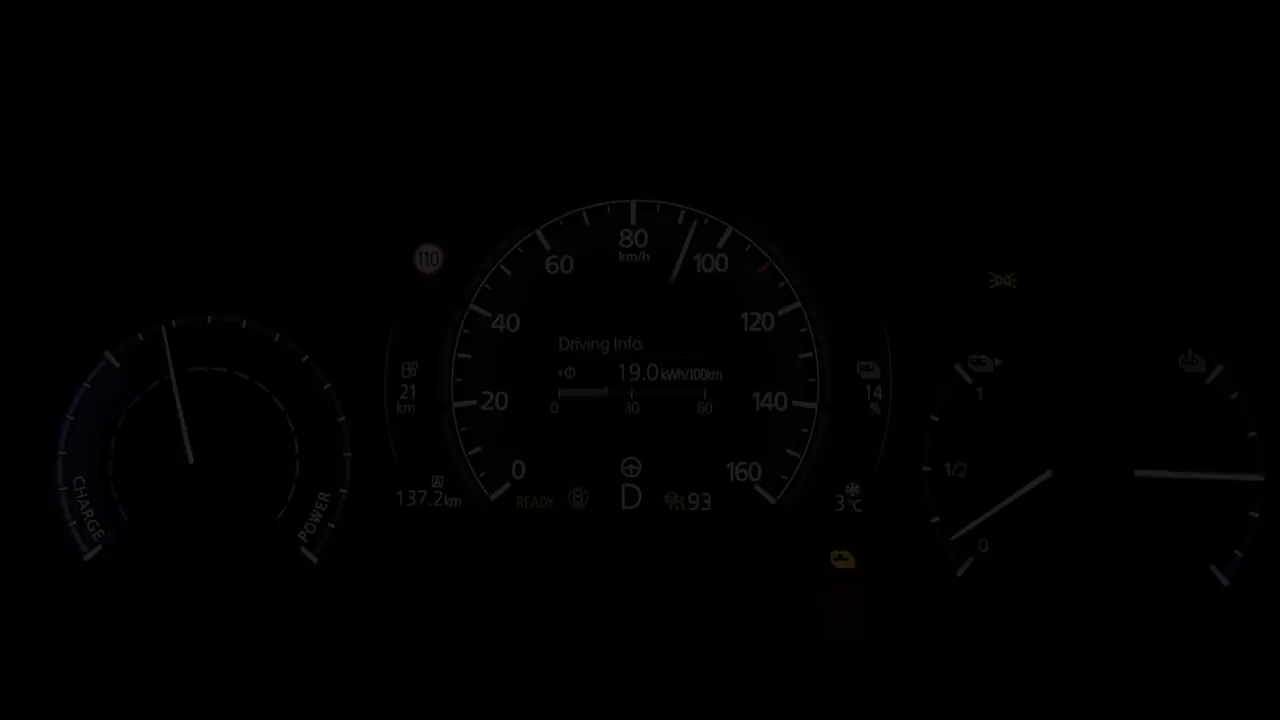 110
80
km/h
60
100
40
120
Driving Info.
19.0 kWh/100km
0 30 60
21
km
14
%
20
140
1
1/2
0
0
160
CHARGE
POWER
A
137.2 km
READY
D
93
3 °C